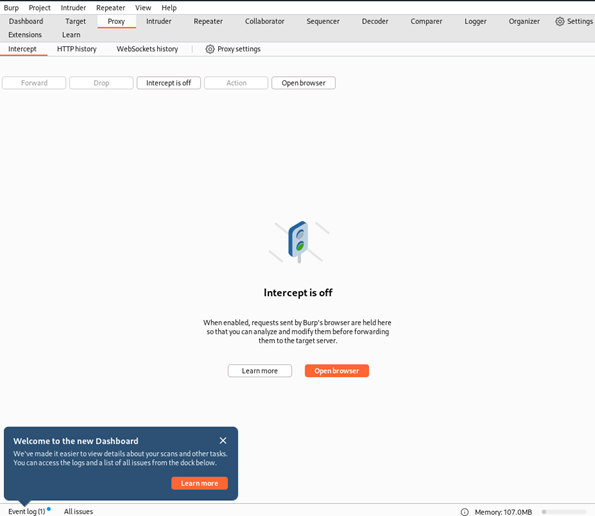 Burp Project Intruder Repeater View Help
Dashboard Target Proxy Intruder Repeater Collaborator Sequencer Decoder Comparer Logger Organizer Settings
Extensions Learn
Intercept HTTP history WebSockets history Proxy settings
Forward Drop Intercept is off Action Open browser
Intercept is off
When enabled, requests sent by Burp's browser are held here
so that you can analyze and modify them before forwarding
them to the target server.
Learn more Open browser
Welcome to the new Dashboard
We've made it easier to view details about your scans and other tasks.
You can access the logs and a list of all issues from the dock below.
Learn more
Event log (1) All issues Memory: 107.0MB